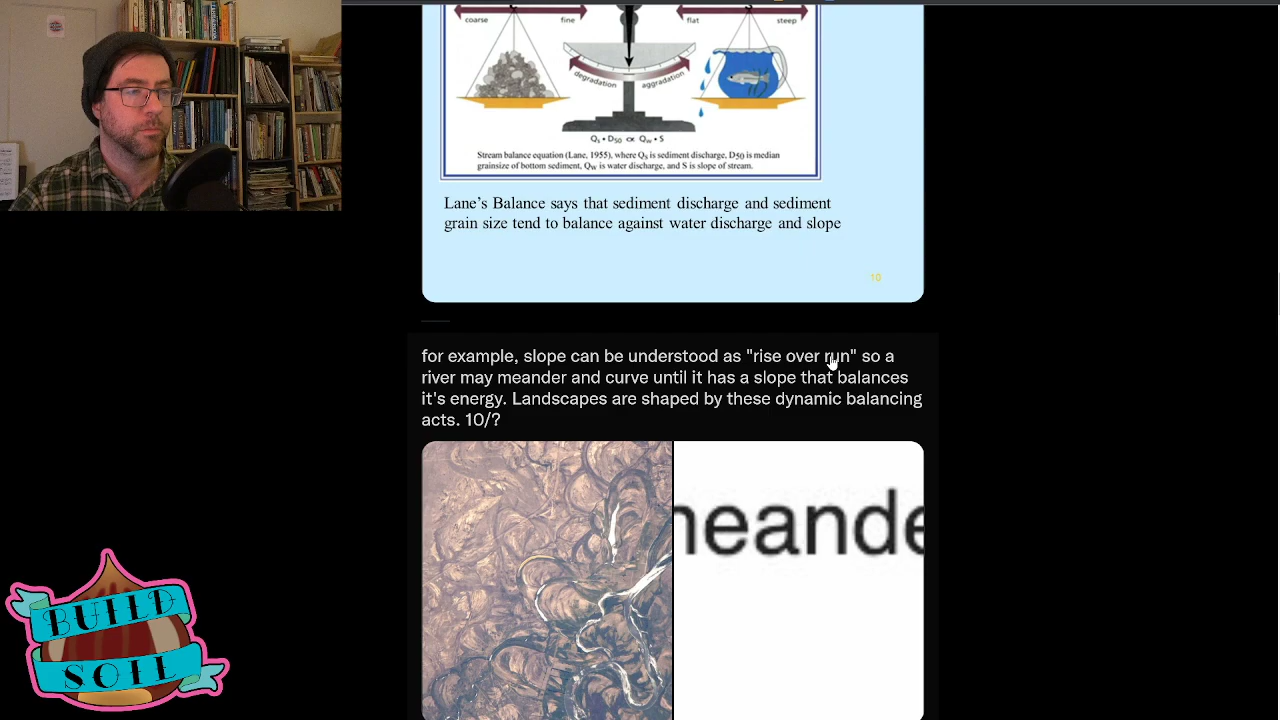 coarse fine flat steep
degradation aggradation
Qs • D50 ∝ Qw • S
Stream balance equation (Lane, 1955), where Qs is sediment discharge, D50 is median
grainsize of bottom sediment, Qw is water discharge, and S is slope of stream.
Lane's Balance says that sediment discharge and sediment
grain size tend to balance against water discharge and slope
10
for example, slope can be understood as "rise over run" so a
river may meander and curve until it has a slope that balances
it's energy. Landscapes are shaped by these dynamic balancing
acts. 10/?
neande
BUILD
SOIL